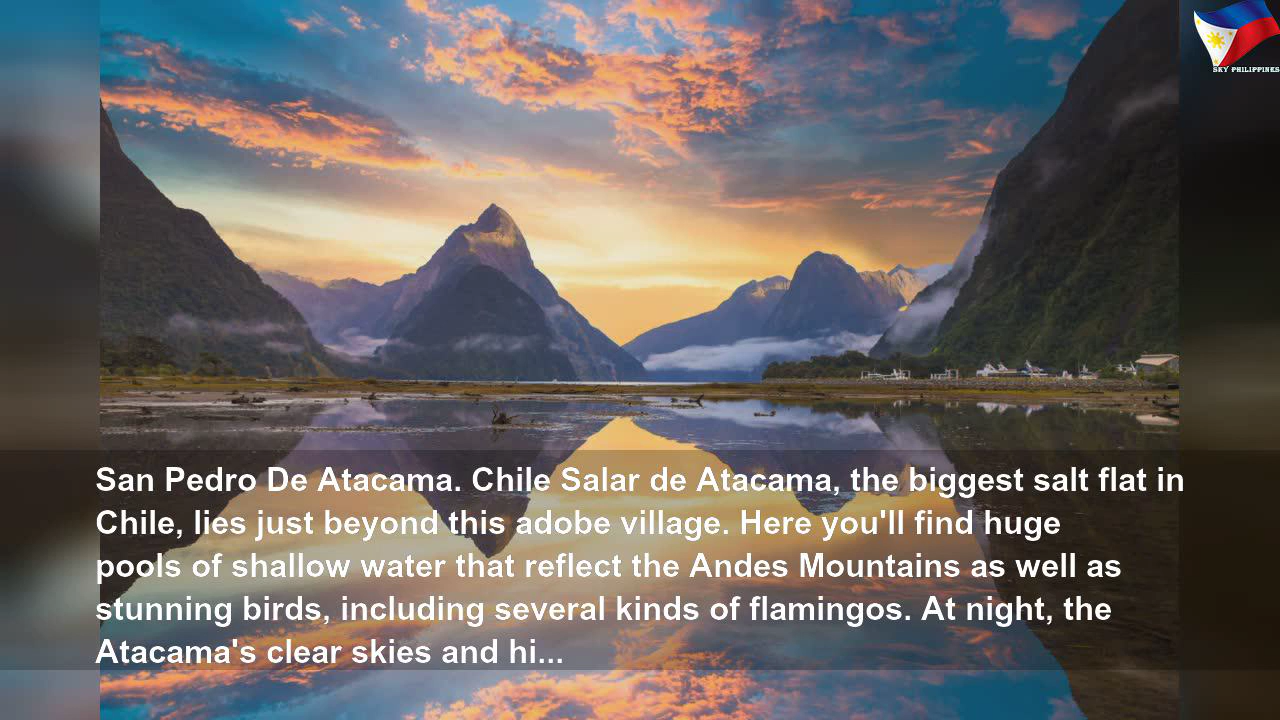 SKY PHILIPPINES
San Pedro De Atacama. Chile Salar de Atacama, the biggest salt flat in
Chile, lies just beyond this adobe village. Here you'll find huge
pools of shallow water that reflect the Andes Mountains as well as
stunning birds, including several kinds of flamingos. At night, the
Atacama's clear skies and hi...